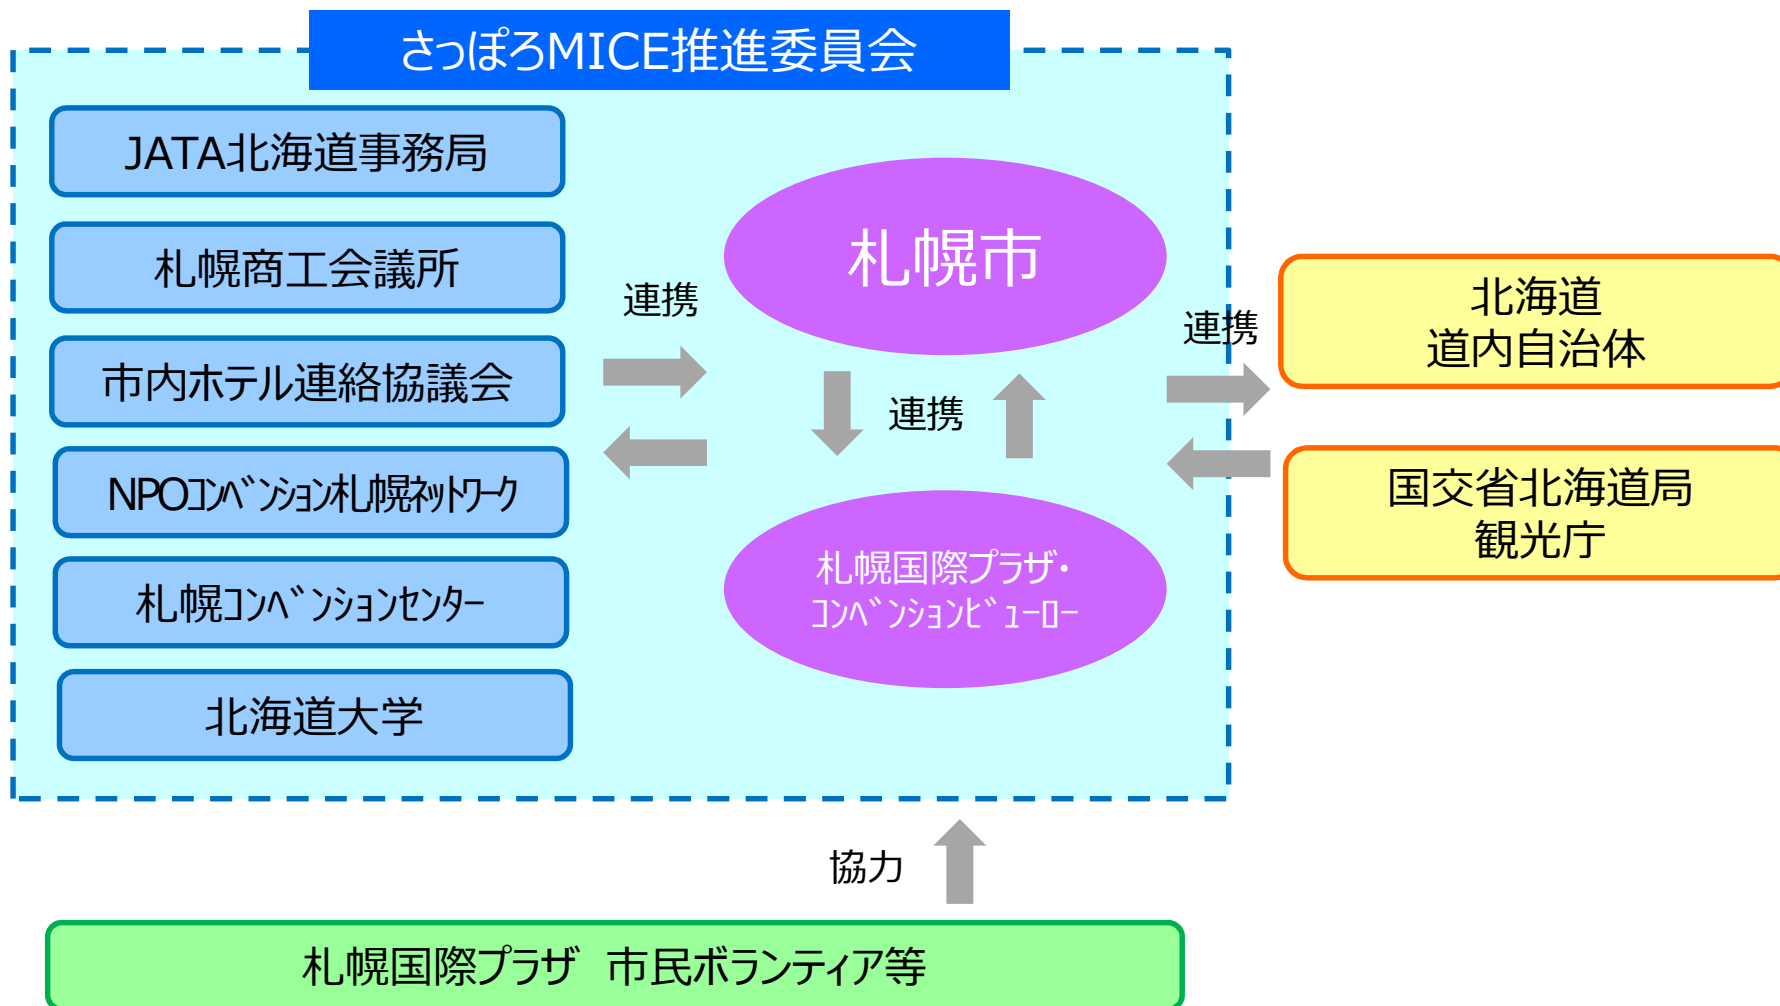 さっぽろMICE推進委員会
JATA北海道事務局
札幌商工会議所
市内ホテル連絡協議会
NPOｺﾝﾍﾞﾝｼｮﾝ札幌ﾈｯﾄﾜｰｸ
札幌ｺﾝﾍﾞﾝｼｮﾝｾﾝﾀｰ
北海道大学
連携
札幌市
連携
札幌国際プラザ・
ｺﾝﾍﾞﾝｼｮﾝﾋﾞｭｰﾛｰ
連携
北海道
道内自治体
国交省北海道局
観光庁
協力
札幌国際プラザ　市民ボランティア等